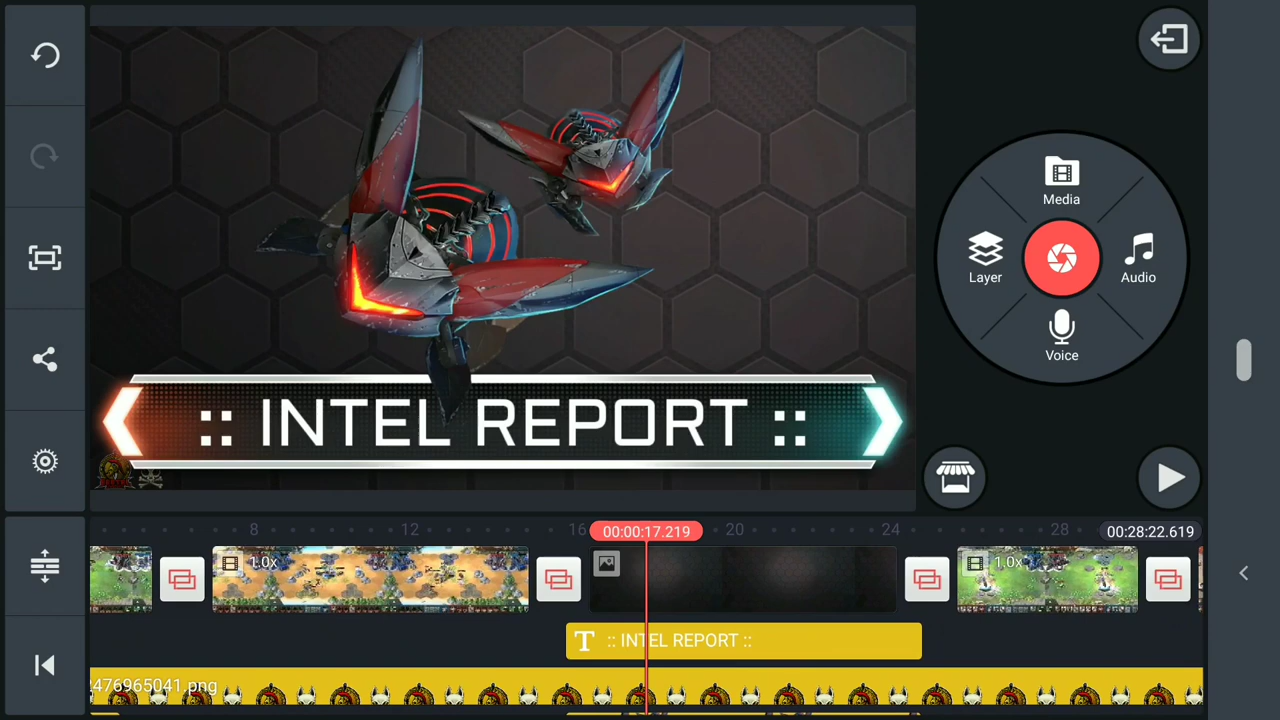 :: INTEL REPORT ::
Media
Layer
Audio
Voice
8
12
16
00:00:17.219
20
24
28
00:28:22.619
1.0x
1.0x
T :: INTEL REPORT ::
2476965041.png